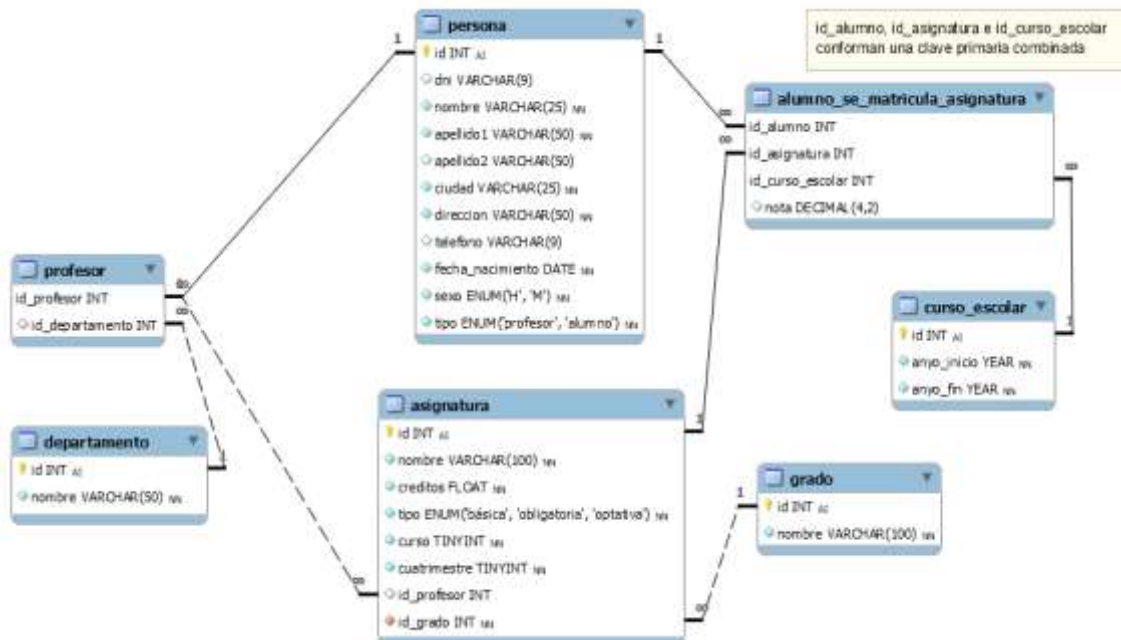 persona
id INT AI
dni VARCHAR(9)
nombre VARCHAR(25) NN
apellido1 VARCHAR(50) NN
apellido2 VARCHAR(50)
ciudad VARCHAR(25) NN
direccion VARCHAR(50) NN
telefono VARCHAR(9)
fecha_nacimiento DATE NN
sexo ENUM('H', 'M') NN
tipo ENUM('profesor', 'alumno') NN
id_alumno, id_asignatura e id_curso_escolar
conforman una clave primaria combinada
alumno_se_matricula_asignatura
id_alumno INT
id_asignatura INT
id_curso_escolar INT
nota DECIMAL(4,2)
profesor
id_profesor INT
id_departamento INT
curso_escolar
id INT AI
anyo_inicio YEAR NN
anyo_fin YEAR NN
departamento
id INT AI
nombre VARCHAR(50) NN
asignatura
id INT AI
nombre VARCHAR(100) NN
creditos FLOAT NN
tipo ENUM('básica', 'obligatoria', 'optativa') NN
curso TINYINT NN
cuatrimestre TINYINT NN
id_profesor INT
id_grado INT NN
grado
id INT AI
nombre VARCHAR(100) NN
1
1
∞
∞
∞
1
∞
∞
1
1
∞
1
∞